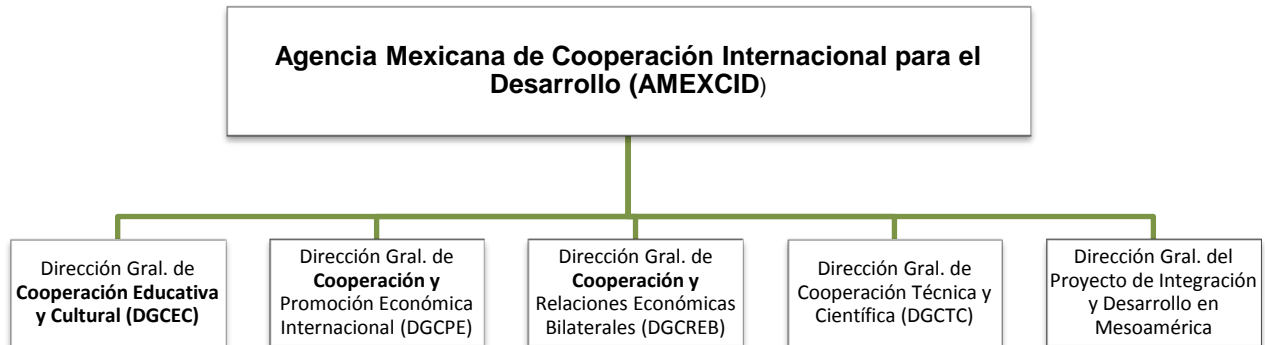 Agencia Mexicana de Cooperación Internacional para el
Desarrollo (AMEXCID)
Dirección Gral. de
Cooperación Educativa
y Cultural (DGCEC)
Dirección Gral. de
Cooperación y
Promoción Económica
Internacional (DGCPE)
Dirección Gral. de
Cooperación y
Relaciones Económicas
Bilaterales (DGCREB)
Dirección Gral. de
Cooperación Técnica y
Científica (DGCTC)
Dirección Gral. del
Proyecto de Integración
y Desarrollo en
Mesoamérica